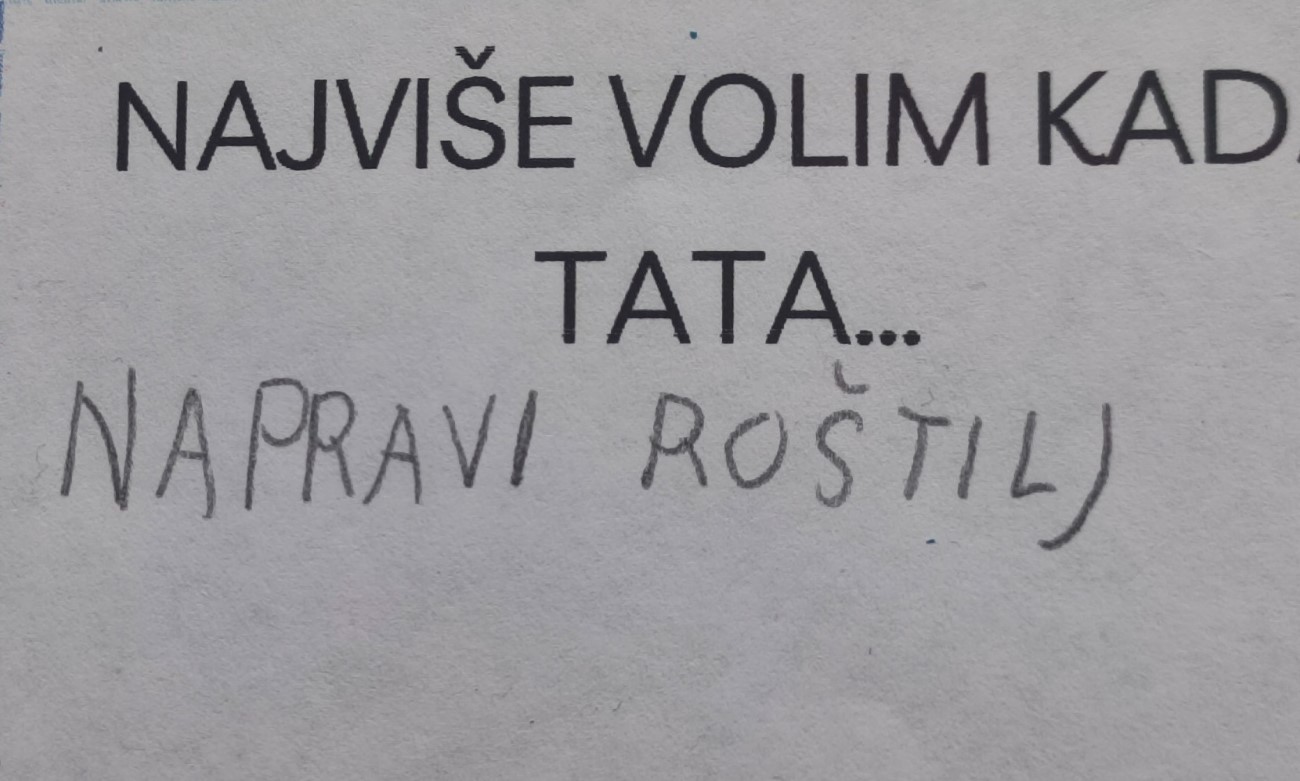 NAJVIŠE VOLIM KAD
TATA...
NAPRAVI ROŠTILJ